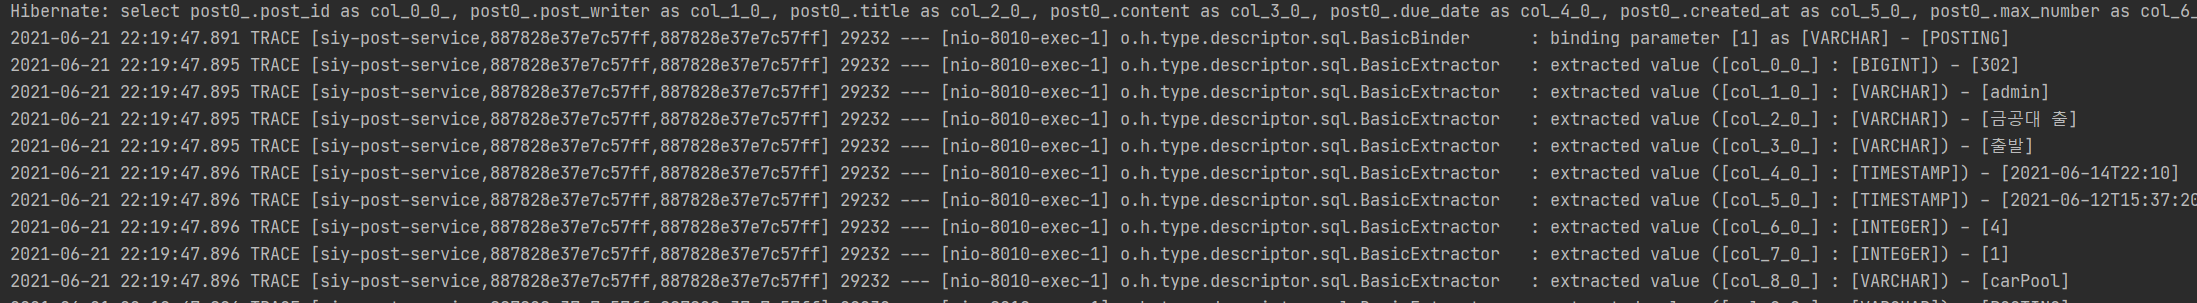 Hibernate: select post0_.post_id as col_0_0_, post0_.post_writer as col_1_0_, post0_.title as col_2_0_, post0_.content as col_3_0_, post0_.due_date as col_4_0_, post0_.created_at as col_5_0_, post0_.max_number as col_6_
2021-06-21 22:19:47.891 TRACE [siy-post-service,887828e37e7c57ff,887828e37e7c57ff] 29232 --- [nio-8010-exec-1] o.h.type.descriptor.sql.BasicBinder : binding parameter [1] as [VARCHAR] - [POSTING]
2021-06-21 22:19:47.895 TRACE [siy-post-service,887828e37e7c57ff,887828e37e7c57ff] 29232 --- [nio-8010-exec-1] o.h.type.descriptor.sql.BasicExtractor : extracted value ([col_0_0_] : [BIGINT]) - [302]
2021-06-21 22:19:47.895 TRACE [siy-post-service,887828e37e7c57ff,887828e37e7c57ff] 29232 --- [nio-8010-exec-1] o.h.type.descriptor.sql.BasicExtractor : extracted value ([col_1_0_] : [VARCHAR]) - [admin]
2021-06-21 22:19:47.895 TRACE [siy-post-service,887828e37e7c57ff,887828e37e7c57ff] 29232 --- [nio-8010-exec-1] o.h.type.descriptor.sql.BasicExtractor : extracted value ([col_2_0_] : [VARCHAR]) - [금공대 출]
2021-06-21 22:19:47.895 TRACE [siy-post-service,887828e37e7c57ff,887828e37e7c57ff] 29232 --- [nio-8010-exec-1] o.h.type.descriptor.sql.BasicExtractor : extracted value ([col_3_0_] : [VARCHAR]) - [출발]
2021-06-21 22:19:47.896 TRACE [siy-post-service,887828e37e7c57ff,887828e37e7c57ff] 29232 --- [nio-8010-exec-1] o.h.type.descriptor.sql.BasicExtractor : extracted value ([col_4_0_] : [TIMESTAMP]) - [2021-06-14T22:10]
2021-06-21 22:19:47.896 TRACE [siy-post-service,887828e37e7c57ff,887828e37e7c57ff] 29232 --- [nio-8010-exec-1] o.h.type.descriptor.sql.BasicExtractor : extracted value ([col_5_0_] : [TIMESTAMP]) - [2021-06-12T15:37:20
2021-06-21 22:19:47.896 TRACE [siy-post-service,887828e37e7c57ff,887828e37e7c57ff] 29232 --- [nio-8010-exec-1] o.h.type.descriptor.sql.BasicExtractor : extracted value ([col_6_0_] : [INTEGER]) - [4]
2021-06-21 22:19:47.896 TRACE [siy-post-service,887828e37e7c57ff,887828e37e7c57ff] 29232 --- [nio-8010-exec-1] o.h.type.descriptor.sql.BasicExtractor : extracted value ([col_7_0_] : [INTEGER]) - [1]
2021-06-21 22:19:47.896 TRACE [siy-post-service,887828e37e7c57ff,887828e37e7c57ff] 29232 --- [nio-8010-exec-1] o.h.type.descriptor.sql.BasicExtractor : extracted value ([col_8_0_] : [VARCHAR]) - [carPool]